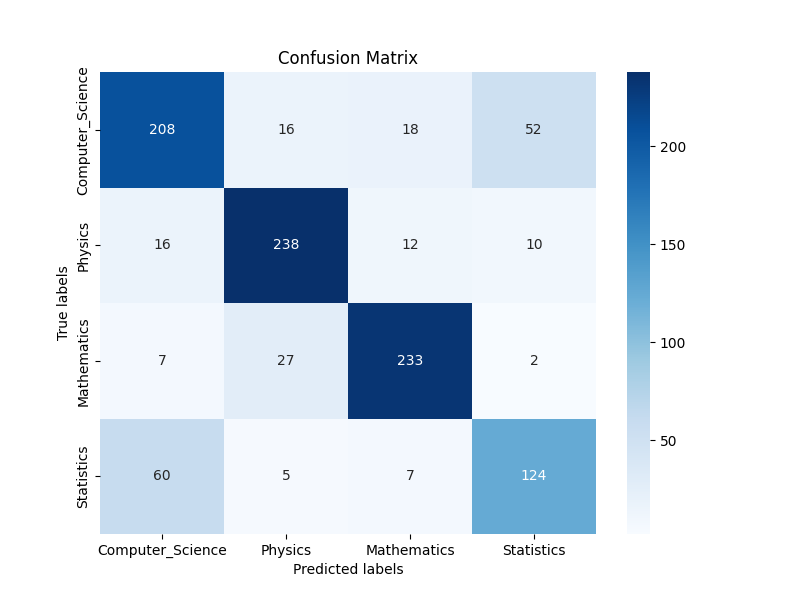 Confusion Matrix
True labels
Computer_Science 208 16 18 52
Physics 16 238 12 10
Mathematics 7 27 233 2
Statistics 60 5 7 124
Computer_Science Physics Mathematics Statistics
Predicted labels
200
150
100
50